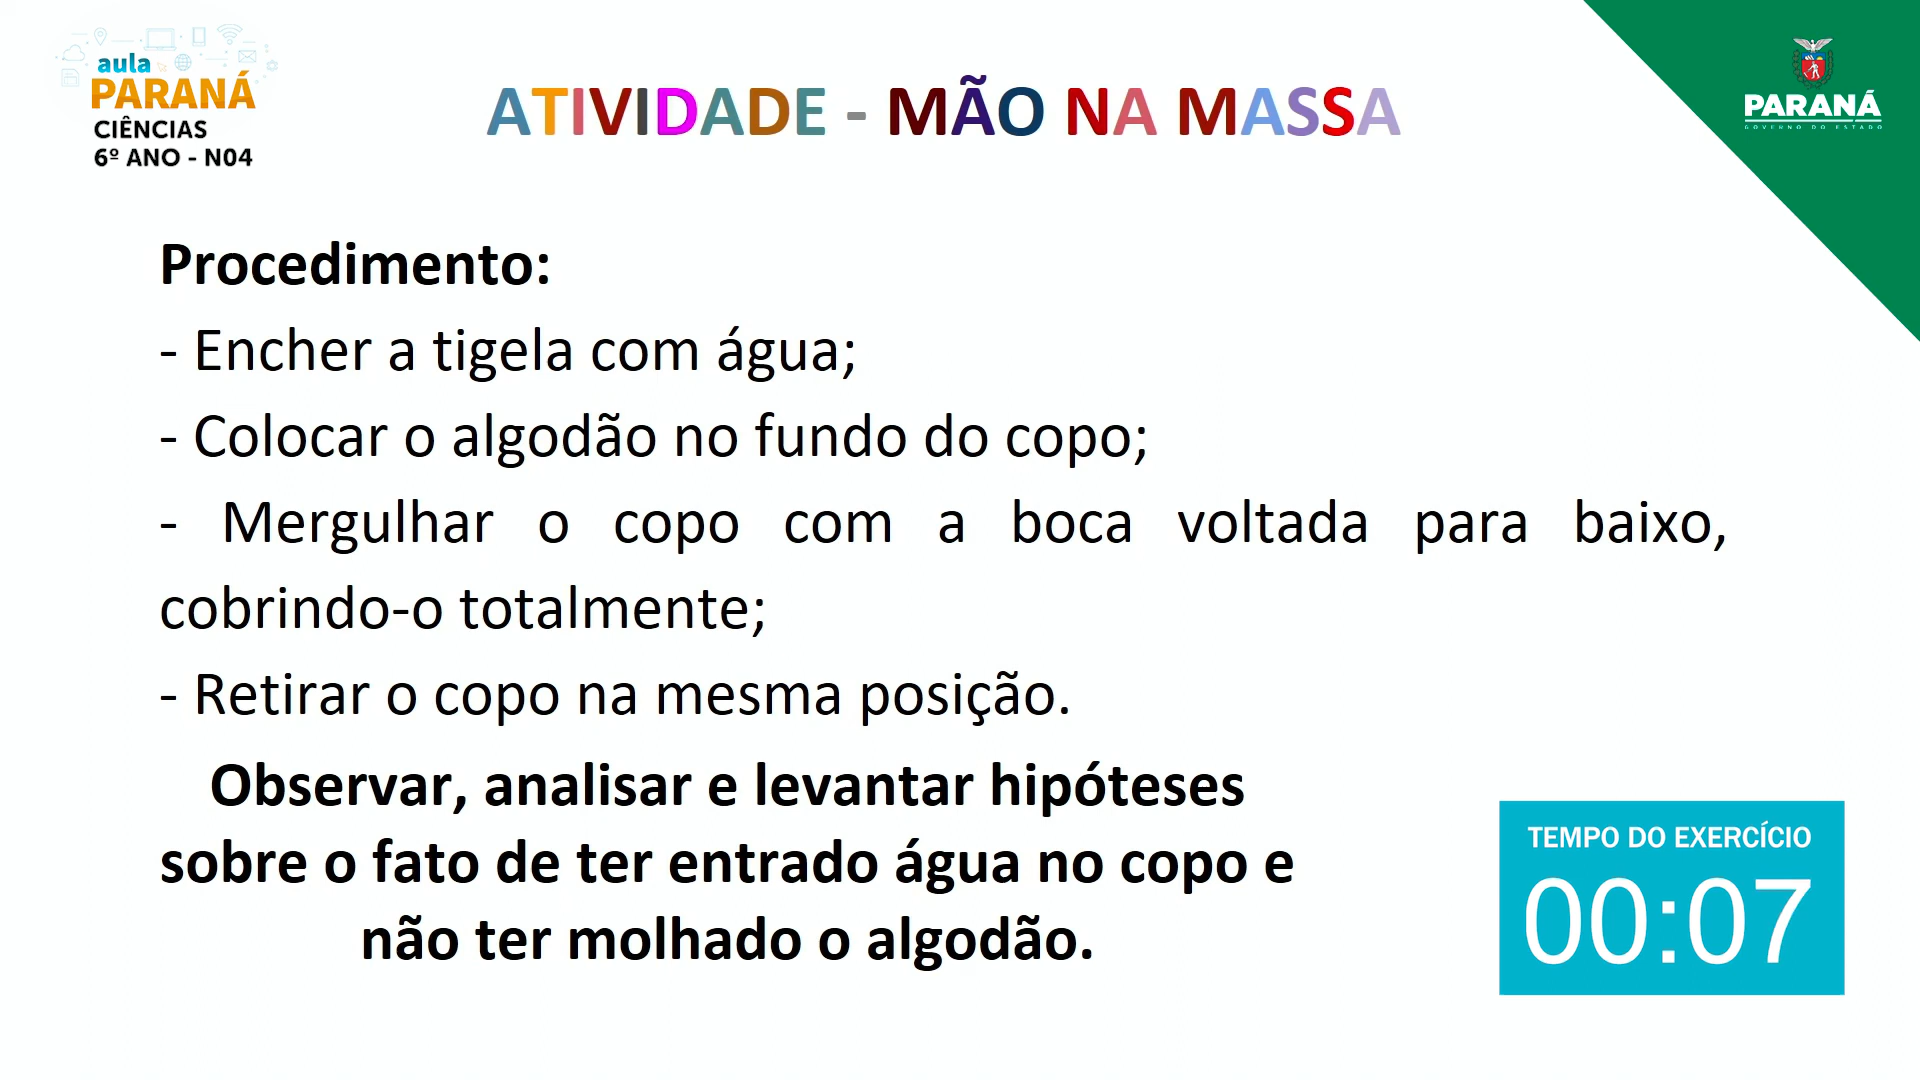 aula
PARANÁ
CIÊNCIAS
6º ANO - N04
ATIVIDADE - MÃO NA MASSA
PARANÁ
GOVERNO DO ESTADO
Procedimento:
- Encher a tigela com água;
- Colocar o algodão no fundo do copo;
- Mergulhar o copo com a boca voltada para baixo,
cobrindo-o totalmente;
- Retirar o copo na mesma posição.
Observar, analisar e levantar hipóteses
sobre o fato de ter entrado água no copo e
não ter molhado o algodão.
TEMPO DO EXERCÍCIO
00:07